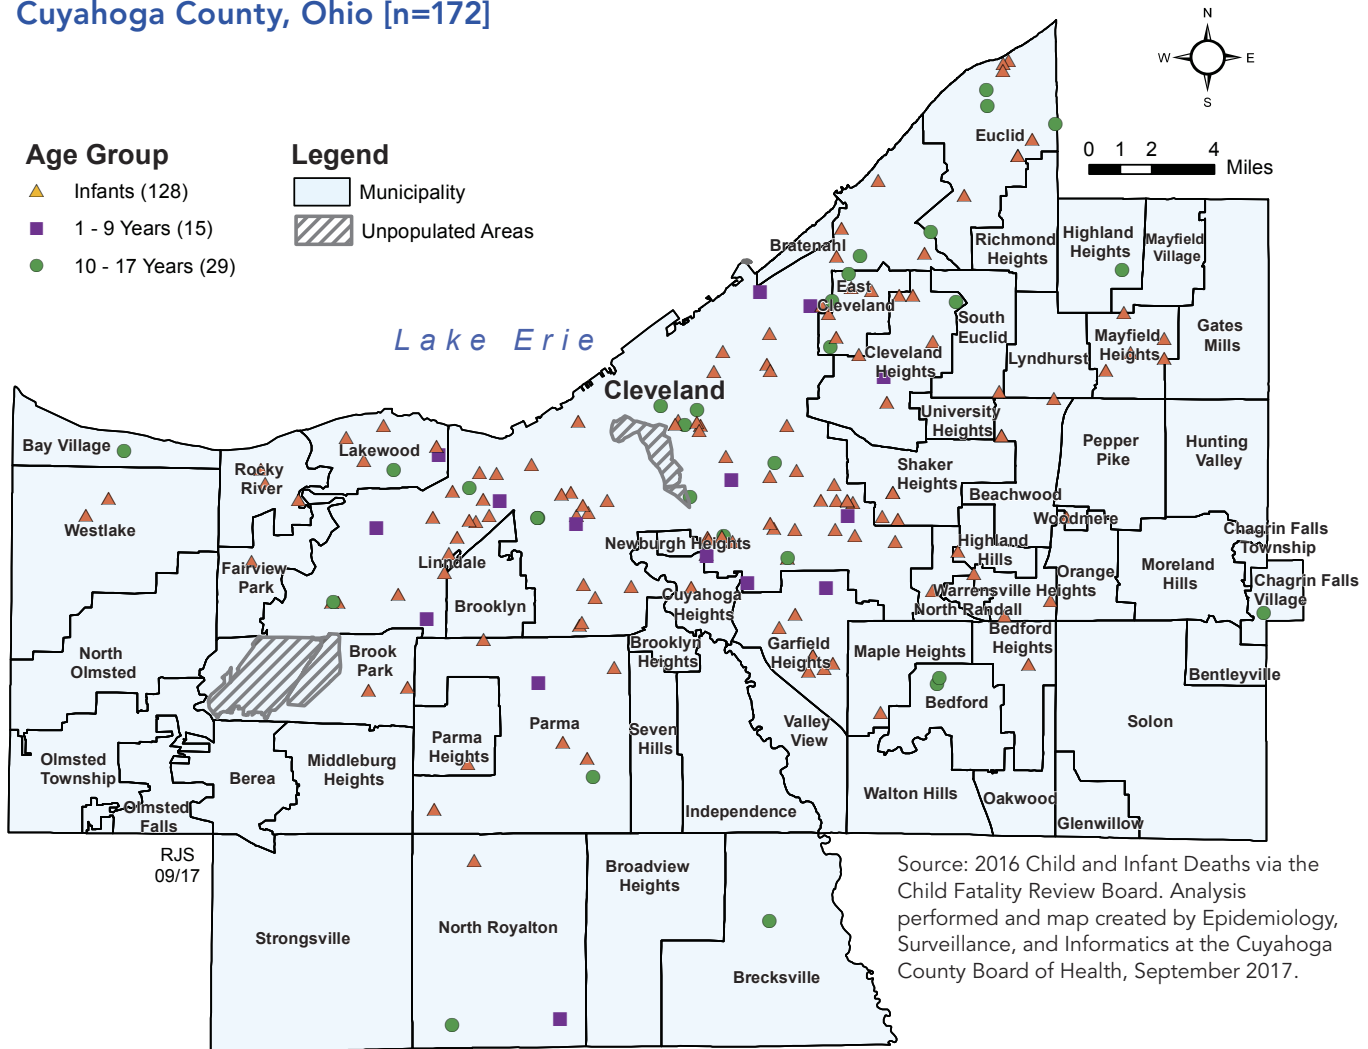 Cuyahoga County, Ohio [n=172]
N
W
E
S
0 1 2 4
Miles
Age Group
Infants (128)
1 - 9 Years (15)
10 - 17 Years (29)
Legend
Municipality
Unpopulated Areas
Lake Erie
Euclid
Bratenahl
Richmond
Heights
Highland
Heights
Mayfield
Village
East
Cleveland
South
Euclid
Cleveland
Heights
Lyndhurst
Mayfield
Heights
Gates
Mills
Cleveland
University
Heights
Bay Village
Lakewood
Rocky
River
Westlake
Shaker
Heights
Pepper
Pike
Hunting
Valley
Beachwood
Woodmere
Newburgh Heights
Highland
Hills
Chagrin Falls
Township
Fairview
Park
Linndale
Brooklyn
Cuyahoga
Heights
Warrensville Heights
Orange
North Randall
Moreland
Hills
Chagrin Falls
Village
North
Olmsted
Brook
Park
Brooklyn
Heights
Garfield
Heights
Maple Heights
Bedford
Heights
Bedford
Bentleyville
Parma
Parma
Heights
Seven
Hills
Valley
View
Solon
Olmsted
Township
Berea
Middleburg
Heights
Olmsted
Falls
Independence
Walton Hills
Oakwood
Glenwillow
RJS
09/17
Strongsville
North Royalton
Broadview
Heights
Brecksville
Source: 2016 Child and Infant Deaths via the
Child Fatality Review Board. Analysis
performed and map created by Epidemiology,
Surveillance, and Informatics at the Cuyahoga
County Board of Health, September 2017.